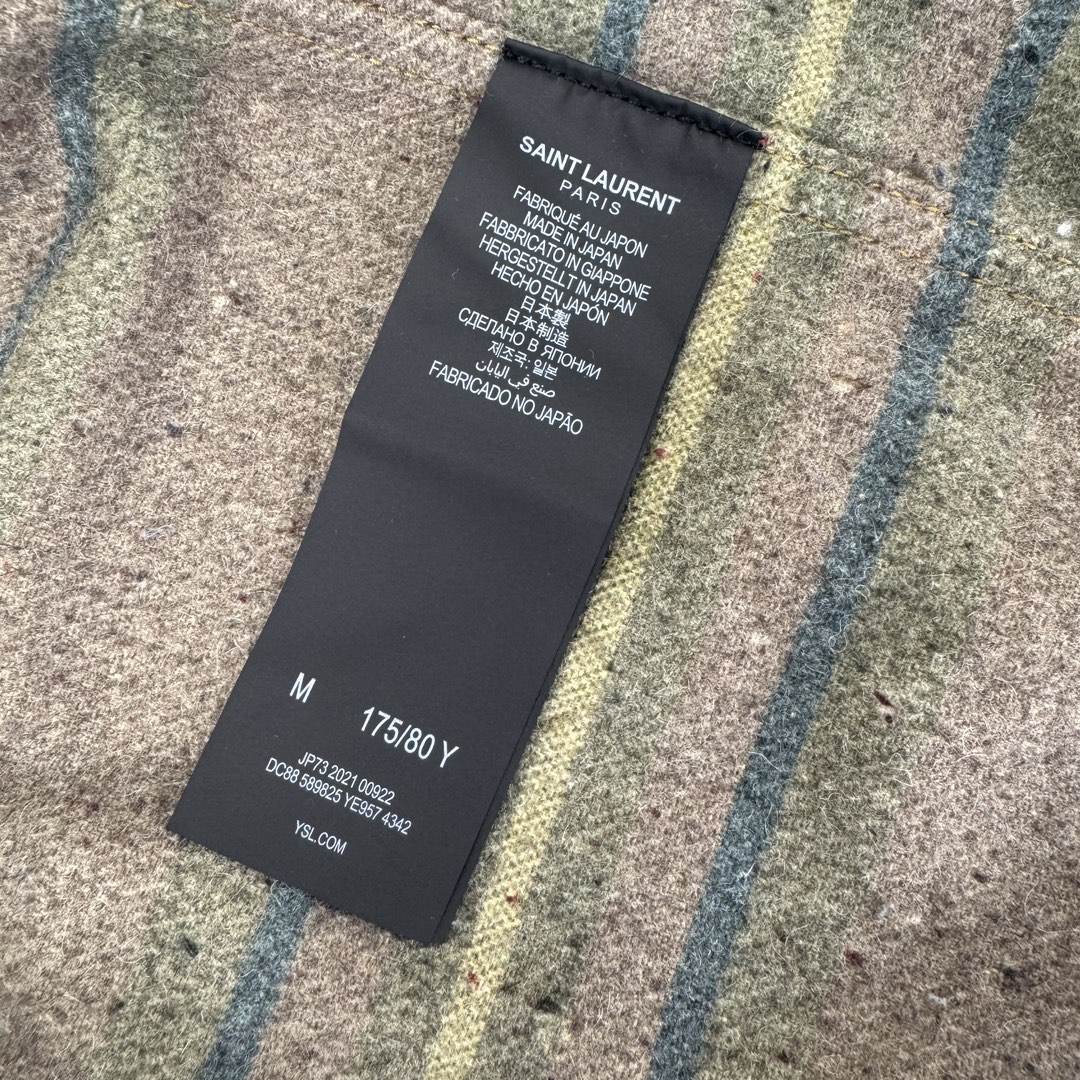 SAINT LAURENT
PARIS
FABRIQUÉ AU JAPON
MADE IN JAPAN
FABBRICATO IN GIAPPONE
HERGESTELLT IN JAPAN
HECHO EN JAPÓN
日本製
日本制造
СДЕЛАНО В ЯПОНИИ
제조국: 일본
صنع في اليابان
FABRICADO NO JAPÃO
M 175/80 Y
JP73 2021 00922
DC88 589825 YE957 4342
YSL.COM